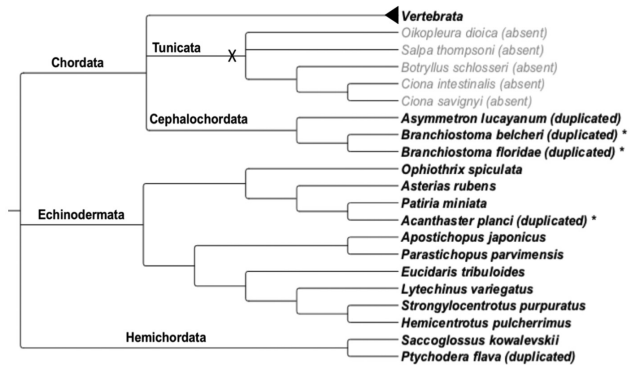 Vertebrata
Oikopleura dioica (absent)
Tunicata
X
Salpa thompsoni (absent)
Chordata
Botryllus schlosseri (absent)
Ciona intestinalis (absent)
Ciona savignyi (absent)
Cephalochordata
Asymmetron lucayanum (duplicated)
Branchiostoma belcheri (duplicated) *
Branchiostoma floridae (duplicated) *
Ophiothrix spiculata
Asterias rubens
Patiria miniata
Echinodermata
Acanthaster planci (duplicated) *
Apostichopus japonicus
Parastichopus parvimensis
Eucidaris tribuloides
Lytechinus variegatus
Strongylocentrotus purpuratus
Hemicentrotus pulcherrimus
Hemichordata
Saccoglossus kowalevskii
Ptychodera flava (duplicated)